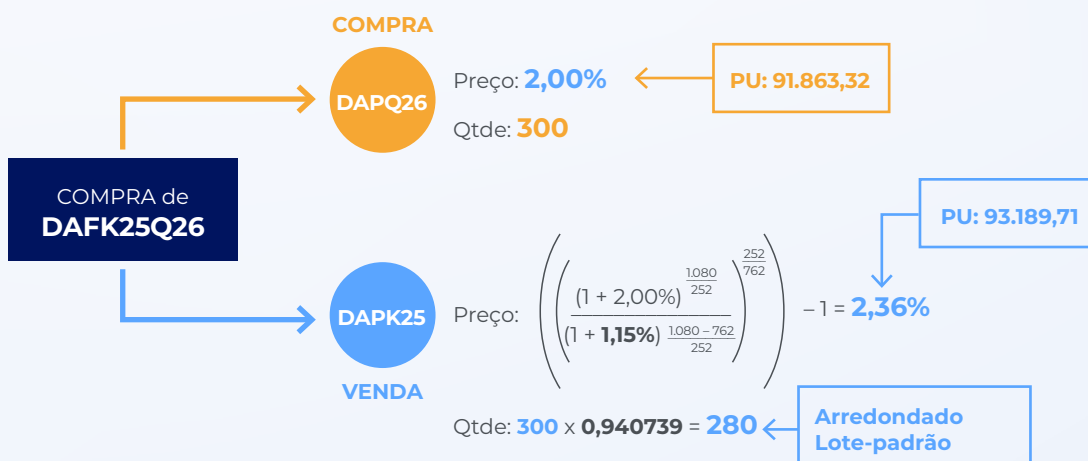 COMPRA
DAPQ26
Preço: 2,00%
Qtde: 300
PU: 91.863,32
COMPRA de
DAFK25Q26
DAPK25
VENDA
Preço:
(((1 + 2,00%) 1.080/252
(1 + 1,15%) 1.080 – 762/252) 252/762) – 1 = 2,36%
PU: 93.189,71
Qtde: 300 x 0,940739 = 280
Arredondado
Lote-padrão